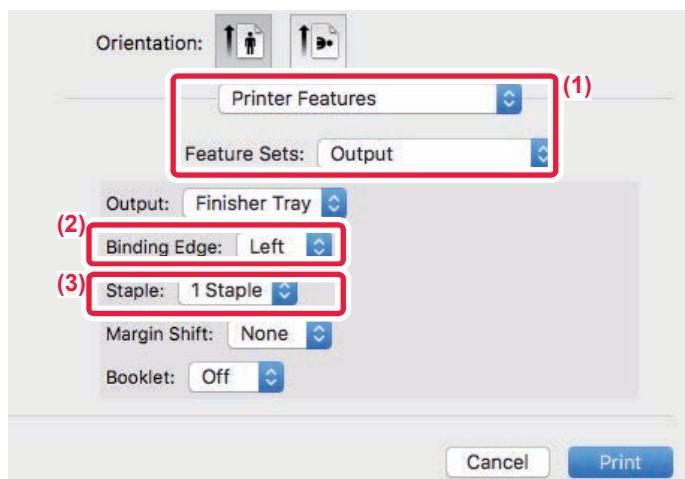 Orientation:
(1)
Printer Features
Feature Sets: Output
Output: Finisher Tray
(2)
Binding Edge: Left
(3)
Staple: 1 Staple
Margin Shift: None
Booklet: Off
Cancel Print